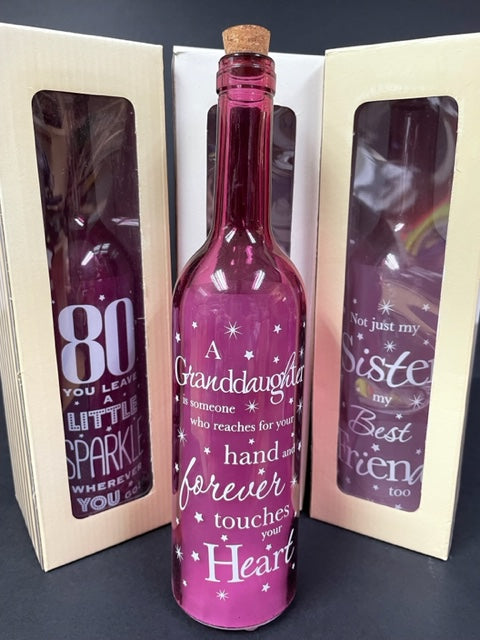 80
YOU LEAVE
A
LITTLE
SPARKLE
WHEREVER
YOU GO
A
Granddaughter
is someone
who reaches for your
hand and
forever
touches
your
Heart
Not just my
Sister
my
Best
Friend
too